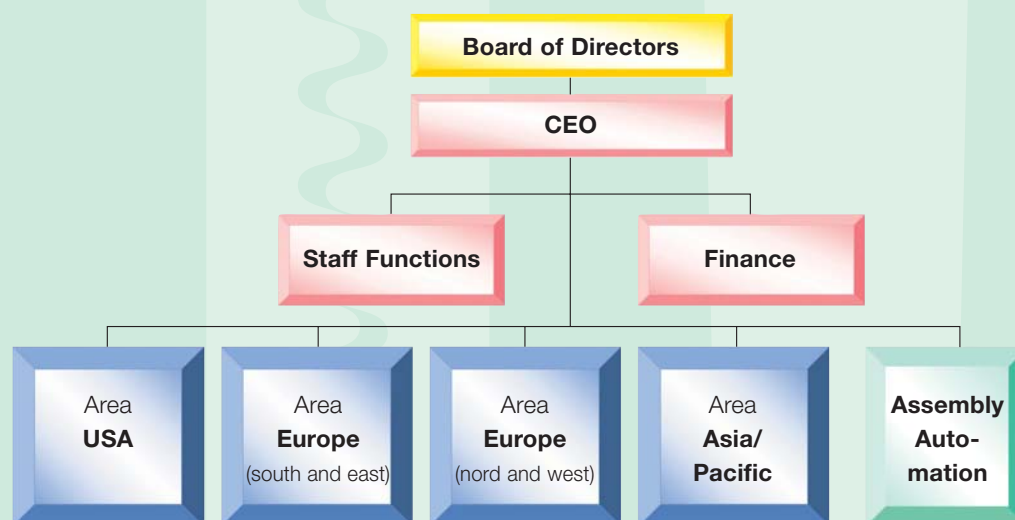 Board of Directors
CEO
Staff Functions
Finance
Area
USA
Area
Europe
(south and east)
Area
Europe
(nord and west)
Area
Asia/
Pacific
Assembly
Auto-
mation